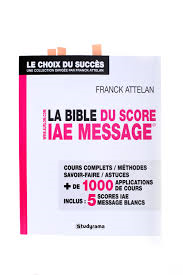 LE CHOIX DU SUCCÈS
UNE COLLECTION DIRIGÉE PAR FRANCK ATTELAN
FRANCK ATTELAN
LA BIBLE DU SCORE
IAE MESSAGE
COURS COMPLETS / MÉTHODES
SAVOIR-FAIRE / ASTUCES
+ DE 1000 APPLICATIONS
DE COURS
INCLUS : 5 SCORES IAE
MESSAGE BLANCS
Studyrama